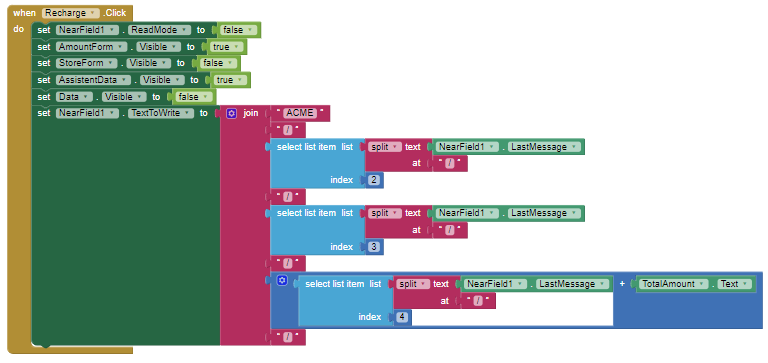 when Recharge .Click
do set NearField1 . ReadMode to false
set AmountForm . Visible to true
set StoreForm . Visible to false
set AssistentData . Visible to true
set Data . Visible to false
set NearField1 . TextToWrite to join " ACME "
" / "
select list item list split text NearField1 . LastMessage
at " / "
index 2
" / "
select list item list split text NearField1 . LastMessage
at " / "
index 3
" / "
select list item list split text NearField1 . LastMessage + TotalAmount . Text
at " / "
index 4
" / "